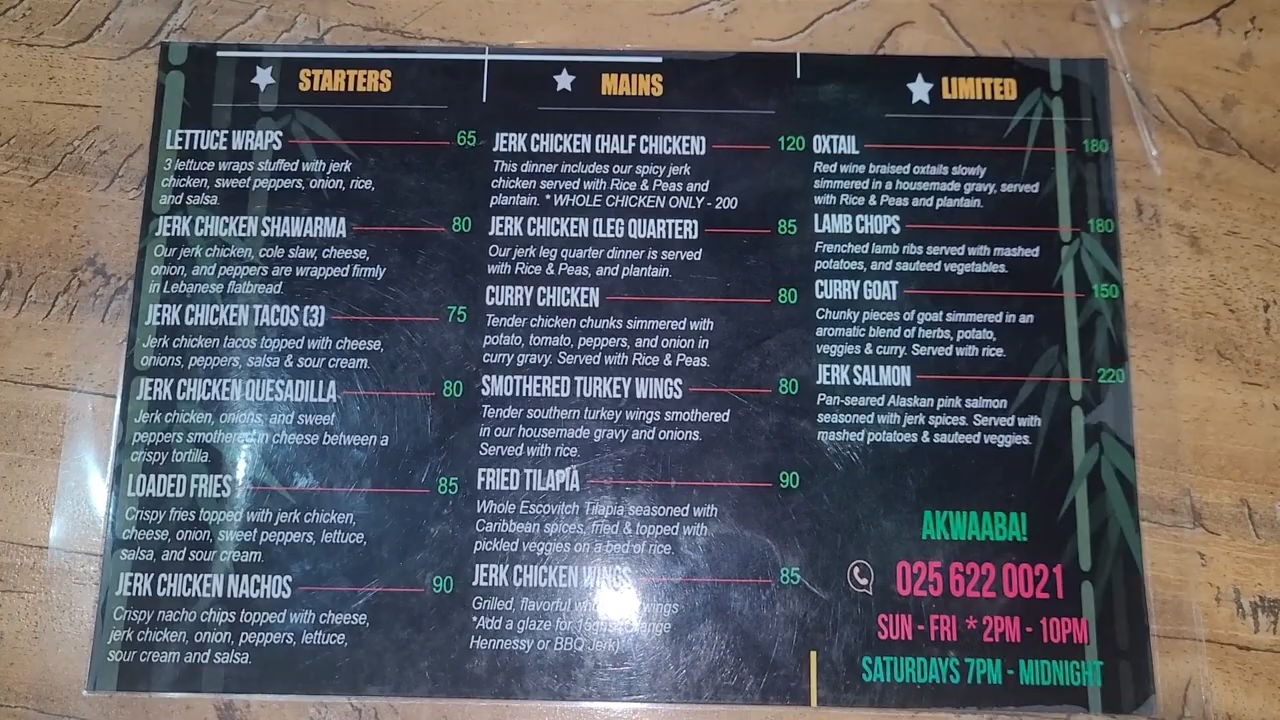 STARTERS
LETTUCE WRAPS 65
3 lettuce wraps stuffed with jerk
chicken, sweet peppers, onion, rice,
and salsa.
JERK CHICKEN SHAWARMA 80
Our jerk chicken, cole slaw, cheese,
onion, and peppers are wrapped firmly
in Lebanese flatbread.
JERK CHICKEN TACOS (3) 75
Jerk chicken tacos topped with cheese,
onions, peppers, salsa & sour cream.
JERK CHICKEN QUESADILLA 80
Jerk chicken, onions, and sweet
peppers smothered in cheese between a
crispy tortilla.
LOADED FRIES 85
Crispy fries topped with jerk chicken,
cheese, onion, sweet peppers, lettuce,
salsa, and sour cream.
JERK CHICKEN NACHOS 90
Crispy nacho chips topped with cheese,
jerk chicken, onion, peppers, lettuce,
sour cream and salsa.
MAINS
JERK CHICKEN (HALF CHICKEN) 120
This dinner includes our spicy jerk
chicken served with Rice & Peas and
plantain. * WHOLE CHICKEN ONLY - 200
JERK CHICKEN (LEG QUARTER) 85
Our jerk leg quarter dinner is served
with Rice & Peas, and plantain.
CURRY CHICKEN 80
Tender chicken chunks simmered with
potato, tomato, peppers, and onion in
curry gravy. Served with Rice & Peas.
SMOTHERED TURKEY WINGS 80
Tender southern turkey wings smothered
in our housemade gravy and onions.
Served with rice.
FRIED TILAPIA 90
Whole Escovitch Tilapia seasoned with
Caribbean spices, fried & topped with
pickled veggies on a bed of rice.
JERK CHICKEN WINGS 85
Grilled, flavorful wings
*Add a glaze for
Hennessy or BBQ Jerk)
LIMITED
OXTAIL 180
Red wine braised oxtails slowly
simmered in a housemade gravy, served
with Rice & Peas and plantain.
LAMB CHOPS 180
Frenched lamb ribs served with mashed
potatoes, and sauteed vegetables.
CURRY GOAT 150
Chunky pieces of goat simmered in an
aromatic blend of herbs, potato,
veggies & curry. Served with rice.
JERK SALMON 220
Pan-seared Alaskan pink salmon
seasoned with jerk spices. Served with
mashed potatoes & sauteed veggies.
AKWAABA!
025 622 0021
SUN - FRI * 2PM - 10PM
SATURDAYS 7PM - MIDNIGHT